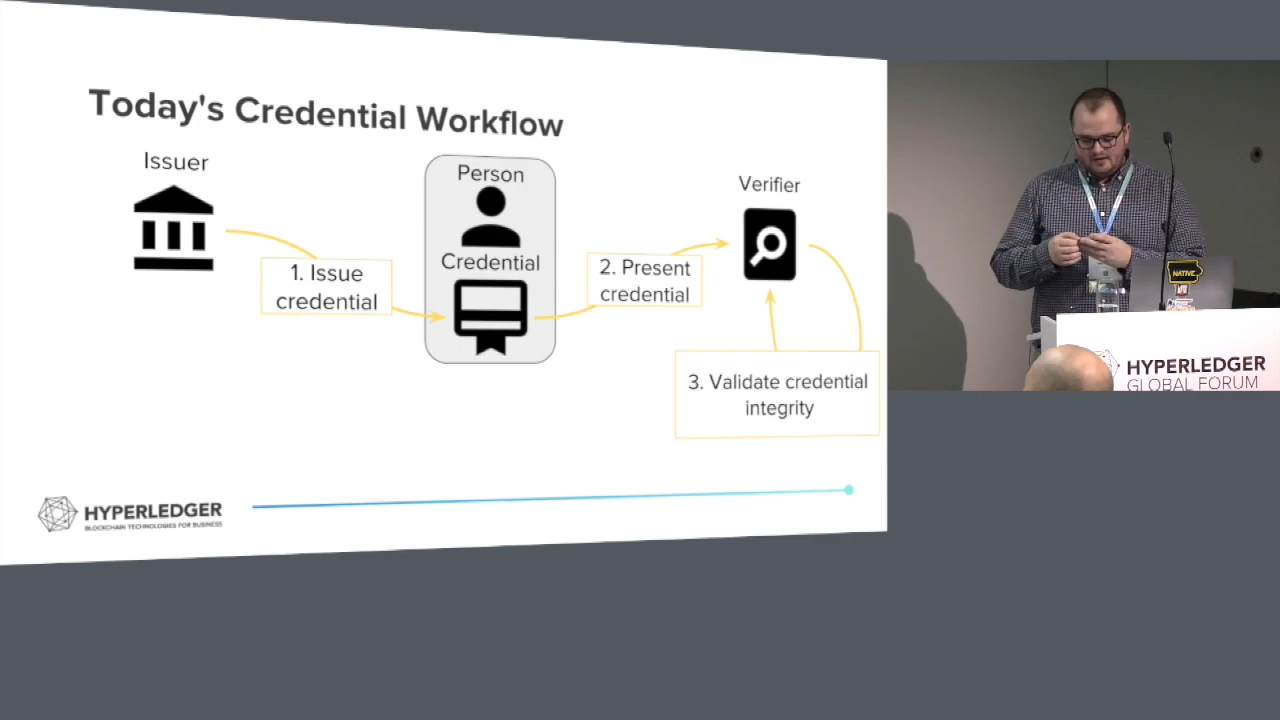 Today's Credential Workflow
Issuer
Person
Credential
Verifier
1. Issue
credential
2. Present
credential
3. Validate credential
integrity
HYPERLEDGER
BLOCKCHAIN TECHNOLOGIES FOR BUSINESS
NATIVE
HYPERLEDGER
GLOBAL FORUM